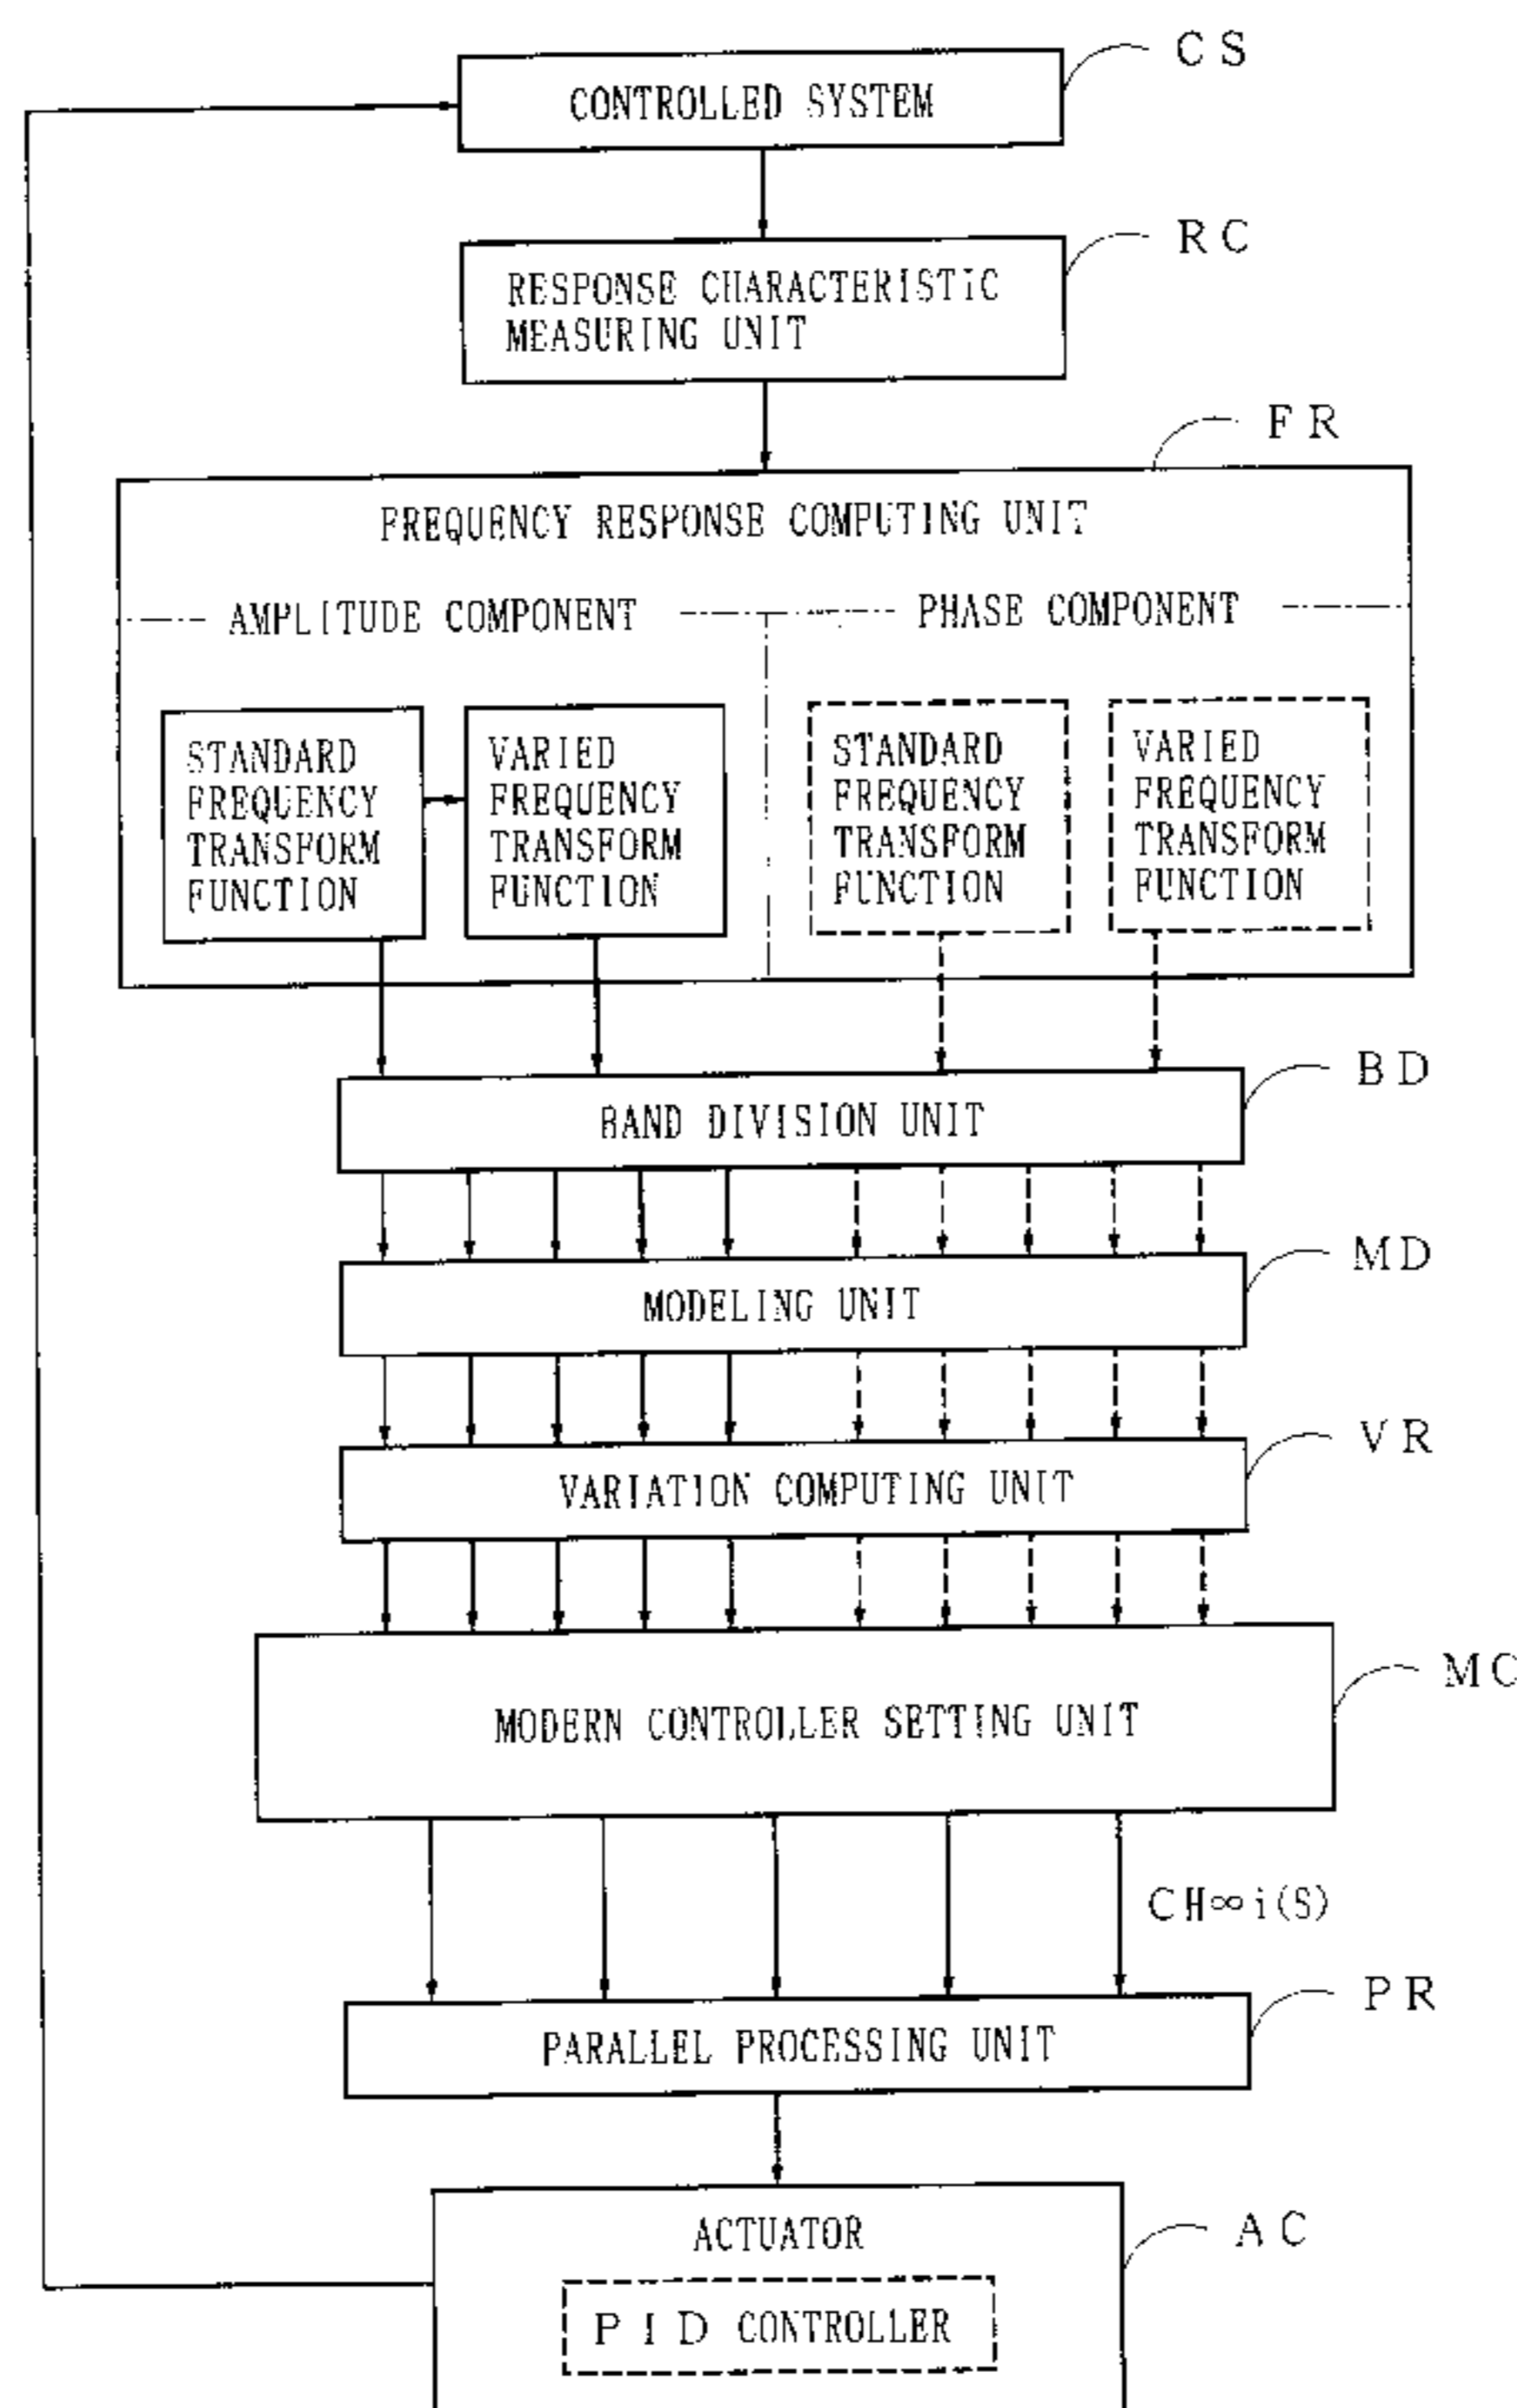 CS
CONTROLLED SYSTEM
RC
RESPONSE CHARACTERISTIC
MEASURING UNIT
FR
FREQUENCY RESPONSE COMPUTING UNIT
AMPLITUDE COMPONENT
PHASE COMPONENT
STANDARD
FREQUENCY
TRANSFORM
FUNCTION
VARIED
FREQUENCY
TRANSFORM
FUNCTION
STANDARD
FREQUENCY
TRANSFORM
FUNCTION
VARIED
FREQUENCY
TRANSFORM
FUNCTION
BD
BAND DIVISION UNIT
MD
MODELING UNIT
VR
VARIATION COMPUTING UNIT
MC
MODERN CONTROLLER SETTING UNIT
CH∞i(S)
PR
PARALLEL PROCESSING UNIT
AC
ACTUATOR
PID CONTROLLER